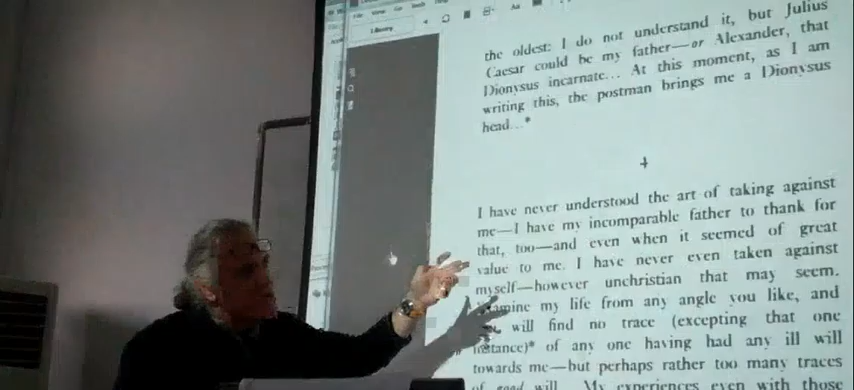 the oldest: I do not understand it, but Julius
Caesar could be my father—or Alexander, that
Dionysus incarnate... At this moment, as I am
writing this, the postman brings me a Dionysus
head...*
4
I have never understood the art of taking against
me—I have my incomparable father to thank for
that, too—and even when it seemed of great
value to me. I have never even taken against
myself—however unchristian that may seem.
my life from any angle you like, and
will find no trace (excepting that one
instance)* of any one having had any ill will
towards me—but perhaps rather too many traces
of good will... My experiences even with those